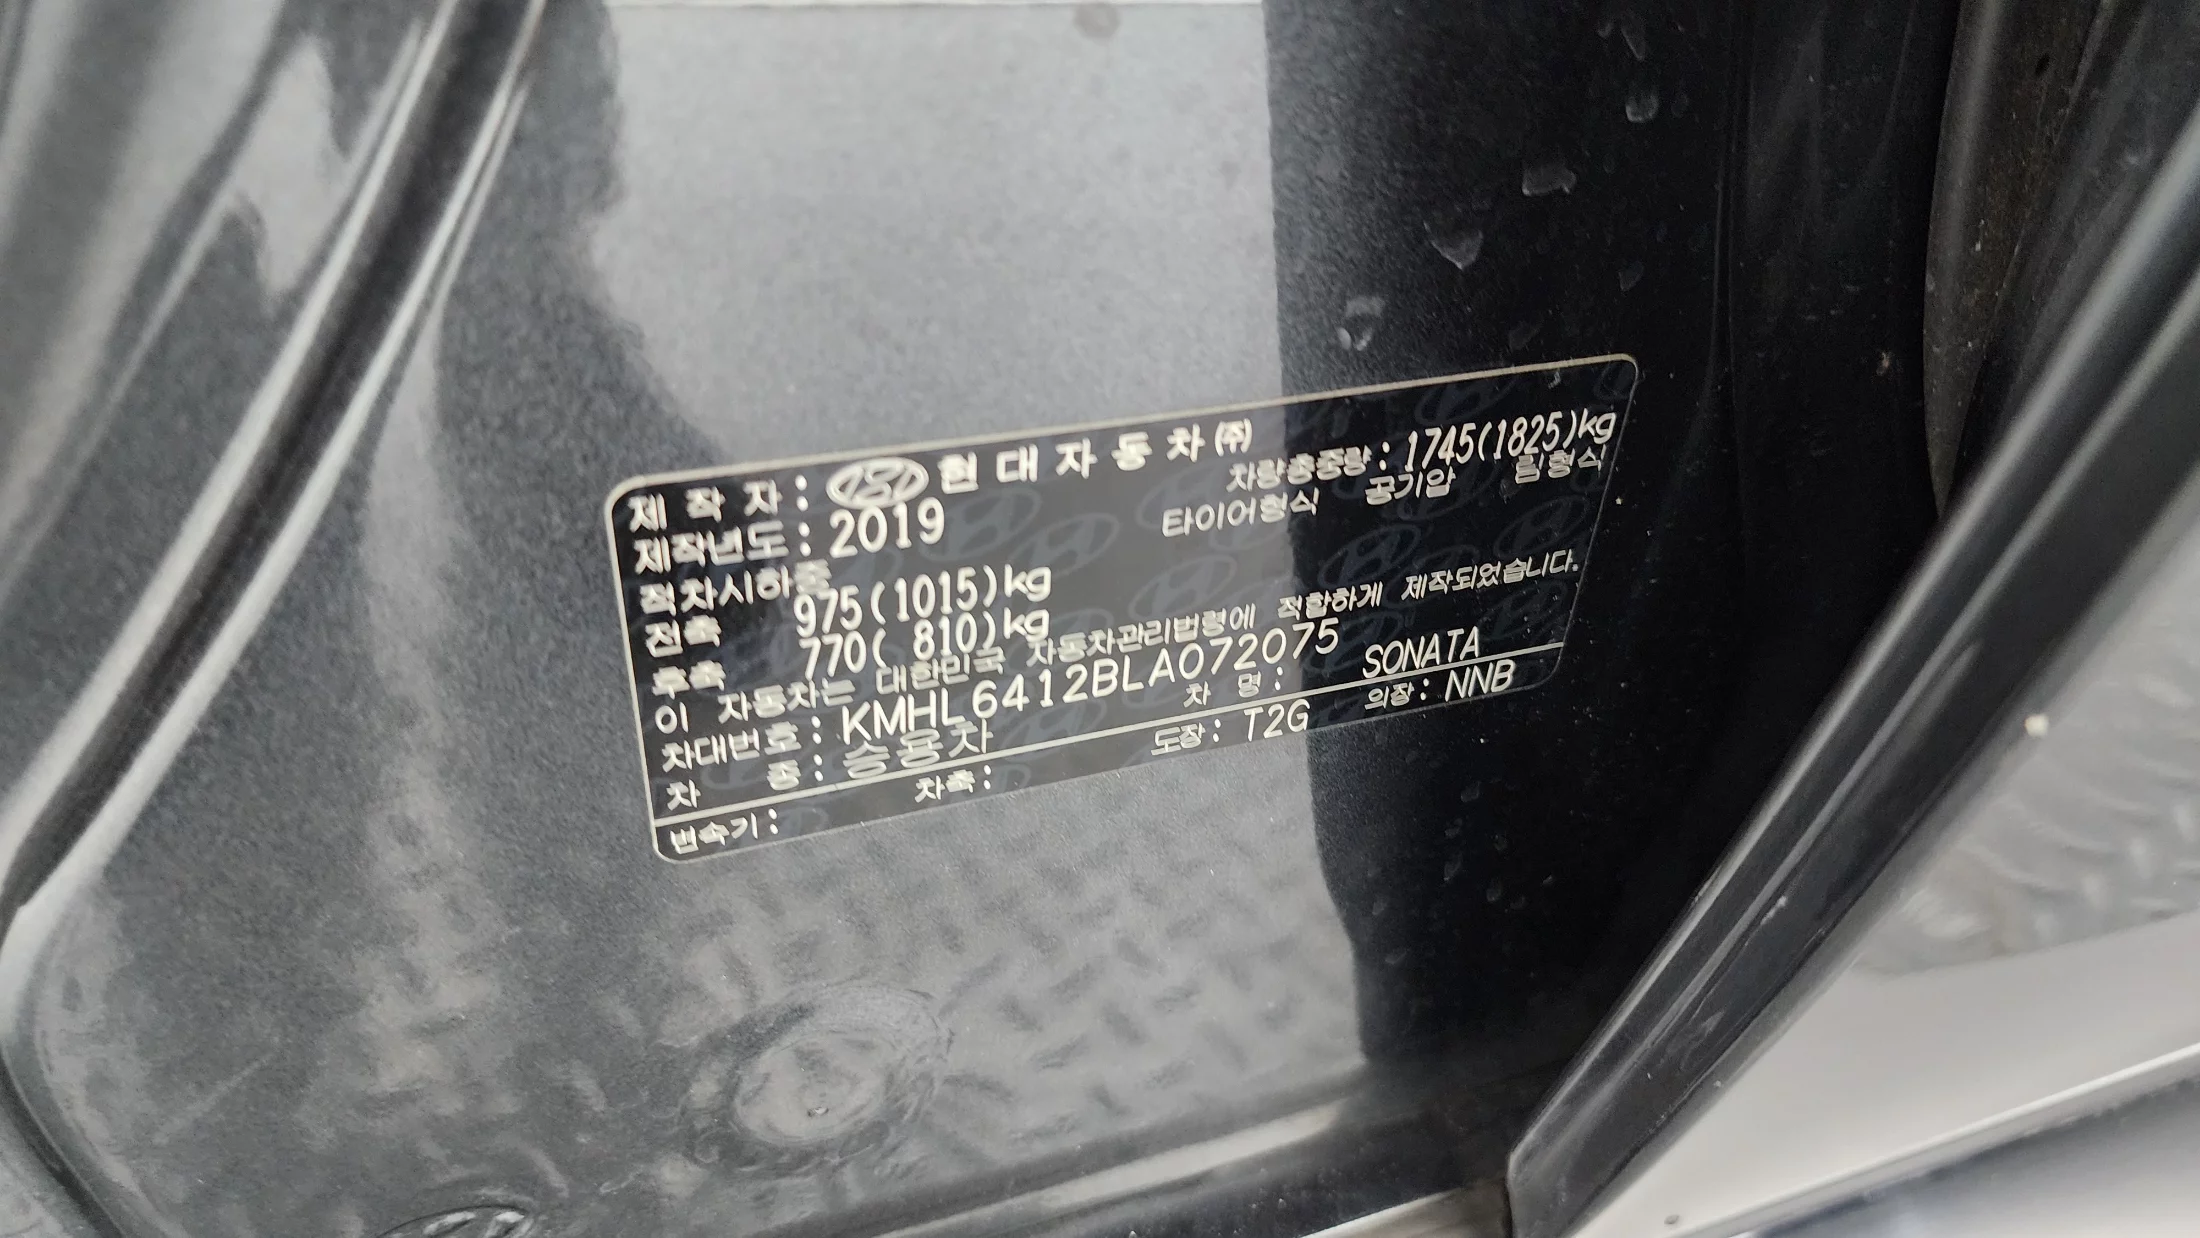 제 작 자 : 현 대 자 동 차 ㈜
제작년도 : 2019 차량총중량 : 1745(1825)kg
적차시하중 타이어형식 공기압 림형식
전축 975(1015)kg
후축 770( 810)kg
이 자동차는 대한민국 자동차관리법령에 적합하게 제작되었습니다.
차대번호 : KMHL6412BLA072075
차 종 : 승용차 차 명 : SONATA
변속기 : 차축 : 도장 : T2G 의장 : NNB